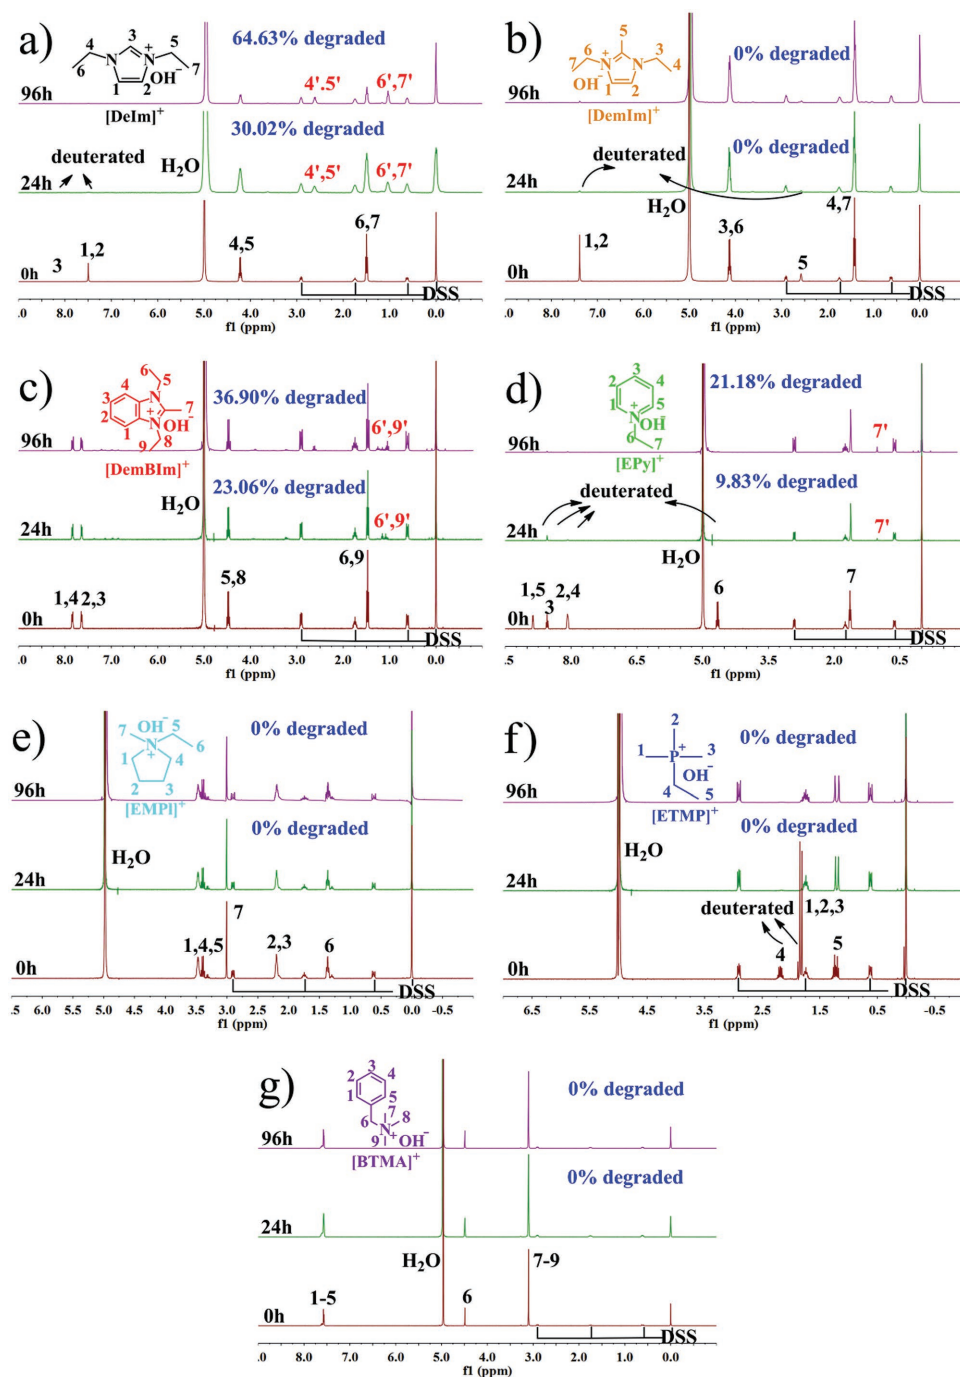 a)
4
3
5
N
+
N
6
7
1
2
OH⁻
[DeIm]⁺
64.63% degraded
4',5'
6',7'
96h
30.02% degraded
deuterated
H₂O
4',5'
6',7'
24h
6,7
1,2
4,5
3
0h
DSS
8.0 7.0 6.0 5.0 4.0 3.0 2.0 1.0 0.0
f1 (ppm)
b)
5
6
3
N
+
N
7
4
OH⁻
1
2
[DemIm]⁺
0% degraded
96h
0% degraded
deuterated
24h
H₂O
4,7
1,2
3,6
5
0h
DSS
8.0 7.0 6.0 5.0 4.0 3.0 2.0 1.0 0.0
f1 (ppm)
c)
6
5
4
N
3
7
2
+
N
OH⁻
1
8
9
[DemBIm]⁺
36.90% degraded
6',9'
96h
H₂O
23.06% degraded
6',9'
24h
6,9
5,8
1,4 2,3
0h
DSS
8.0 7.0 6.0 5.0 4.0 3.0 2.0 1.0 0.0
f1 (ppm)
d)
3
2
4
1
+
5
N
OH⁻
6
7
[EPy]⁺
21.18% degraded
7'
96h
deuterated
9.83% degraded
7'
24h
H₂O
7
1,5
2,4
6
3
0h
DSS
.5 8.0 5.0 3.5 2.5 1.5 0.5
f1 (ppm)
e)
OH⁻
7
5
N
+
6
1
4
2
3
[EMPl]⁺
0% degraded
96h
0% degraded
H₂O
24h
7
1,4,5
2,3
6
0h
DSS
5.5 5.0 4.5 4.0 3.5 3.0 2.5 2.0 1.5 1.0 0.5 0.0 -0.5
f1 (ppm)
f)
2
1
P
+
3
OH⁻
4
5
[ETMP]⁺
0% degraded
96h
0% degraded
H₂O
24h
1,2,3
deuterated
4
5
0h
DSS
6.5 5.5 4.5 3.5 2.5 1.5 0.5 -0.5
f1 (ppm)
g)
3
2
4
1
5
6
7
8
N
+
9
OH⁻
[BTMA]⁺
0% degraded
96h
0% degraded
24h
H₂O
7-9
1-5
6
0h
DSS
.0 8.0 7.0 6.0 5.0 4.0 3.0 2.0 1.0 0.0
f1 (ppm)